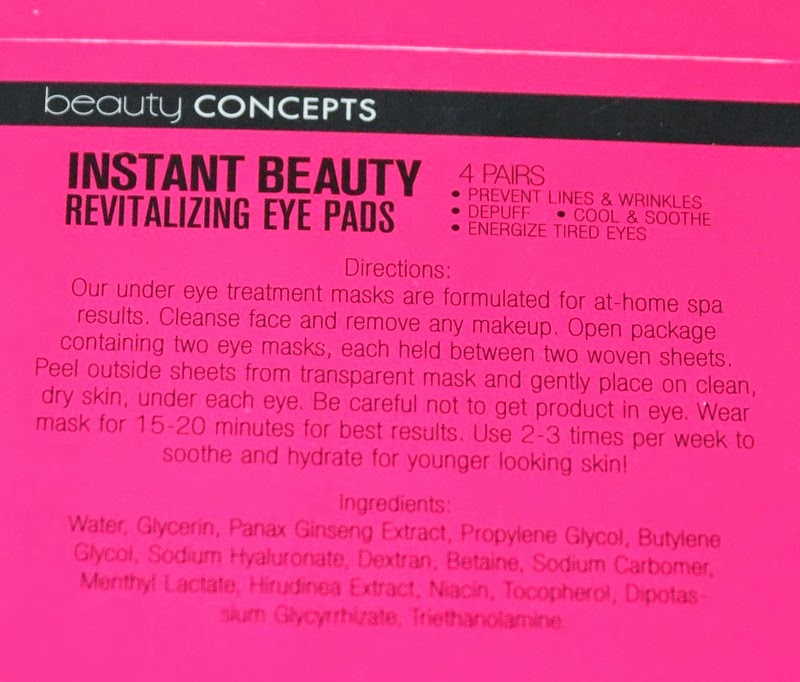 beauty CONCEPTS
INSTANT BEAUTY
REVITALIZING EYE PADS
4 PAIRS
• PREVENT LINES & WRINKLES
• DEPUFF • COOL & SOOTHE
• ENERGIZE TIRED EYES
Directions:
Our under eye treatment masks are formulated for at-home spa
results. Cleanse face and remove any makeup. Open package
containing two eye masks, each held between two woven sheets.
Peel outside sheets from transparent mask and gently place on clean,
dry skin, under each eye. Be careful not to get product in eye. Wear
mask for 15-20 minutes for best results. Use 2-3 times per week to
soothe and hydrate for younger looking skin!
Ingredients:
Water, Glycerin, Panax Ginseng Extract, Propylene Glycol, Butylene
Glycol, Sodium Hyaluronate, Dextran, Betaine, Sodium Carbomer,
Menthyl Lactate, Hirudinea Extract, Niacin, Tocopherol, Dipotas-
sium Glycyrrhizate, Triethanolamine